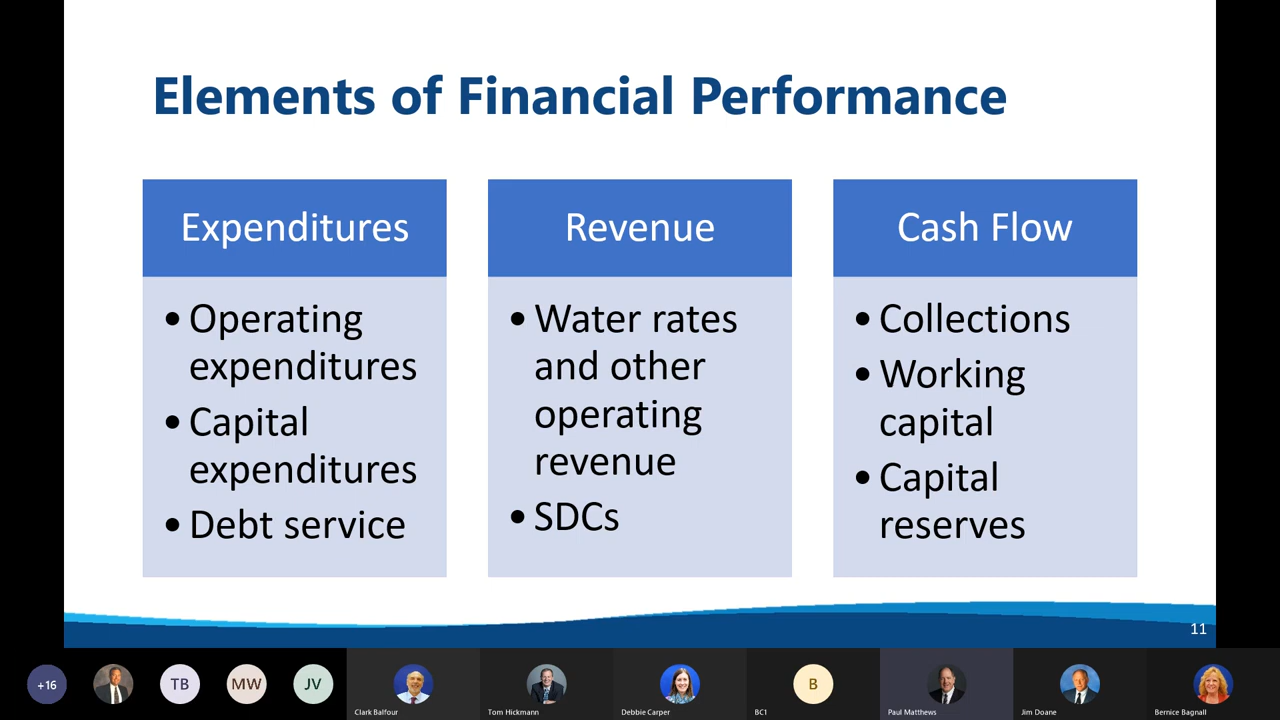 Elements of Financial Performance
Expenditures
• Operating
expenditures
• Capital
expenditures
• Debt service
Revenue
• Water rates
and other
operating
revenue
• SDCs
Cash Flow
• Collections
• Working
capital
• Capital
reserves
11
+16
TB
MW
JV
Clark Balfour
Tom Hickmann
Debbie Carper
B
BC1
Paul Matthews
Jim Doane
Bernice Bagnall